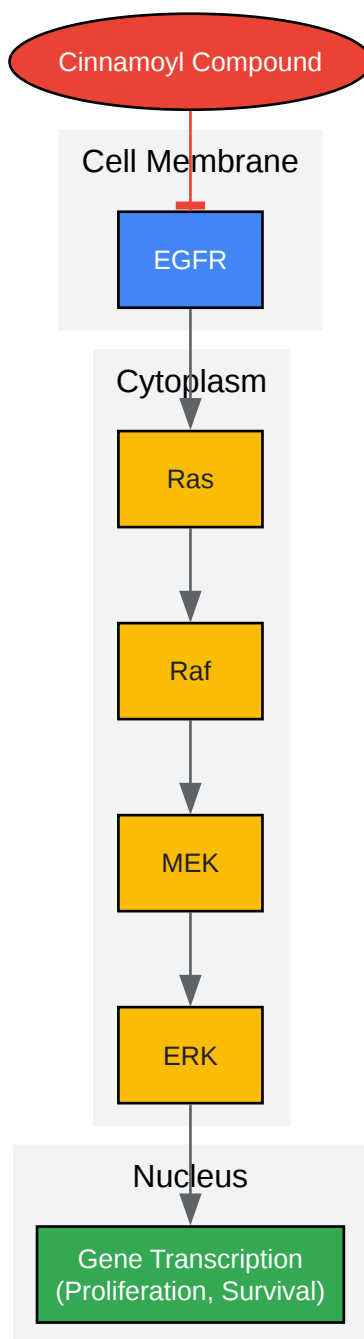 Cinnamoyl Compound
Cell Membrane
EGFR
Cytoplasm
Ras
Raf
MEK
ERK
Nucleus
Gene Transcription
(Proliferation, Survival)